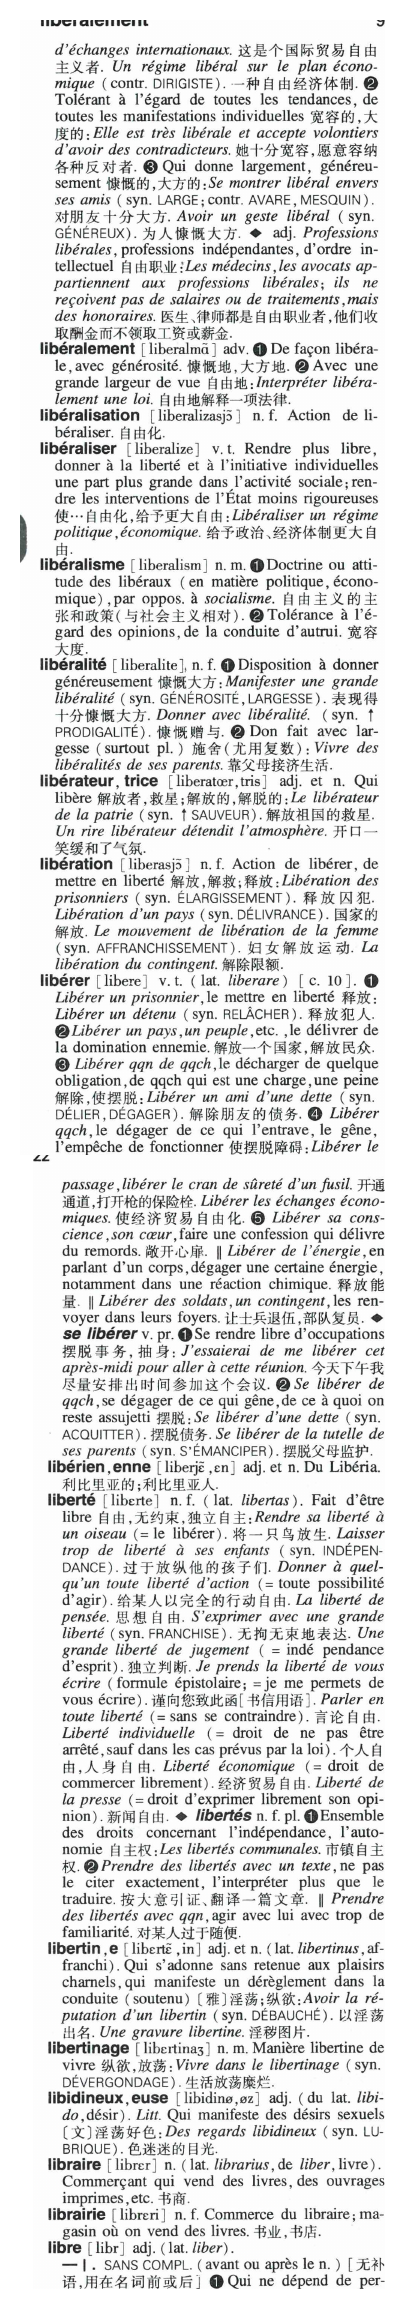 libéralement 9
d'échanges internationaux. 这是个国际贸易自由
主义者. Un régime libéral sur le plan écono-
mique ( contr. DIRIGISTE). 一种自由经济体制. ❷
Tolérant à l'égard de toutes les tendances, de
toutes les manifestations individuelles 宽容的,大
度的:Elle est très libérale et accepte volontiers
d'avoir des contradicteurs. 她十分宽容,愿意容纳
各种反对者. ❸ Qui donne largement, généreu-
sement 慷慨的,大方的:Se montrer libéral envers
ses amis ( syn. LARGE; contr. AVARE, MESQUIN ).
对朋友十分大方. Avoir un geste libéral ( syn.
GÉNÉREUX). 为人慷慨大方. ◆ adj. Professions
libérales, professions indépendantes, d'ordre in-
tellectuel 自由职业:Les médecins, les avocats ap-
partiennent aux professions libérales; ils ne
reçoivent pas de salaires ou de traitements, mais
des honoraires. 医生、律师都是自由职业者,他们收
取酬金而不领取工资或薪金.
libéralement [liberalmɑ̃] adv. ❶ De façon libéra-
le, avec générosité. 慷慨地,大方地. ❷ Avec une
grande largeur de vue 自由地:Interpréter libéra-
lement une loi. 自由地解释一项法律.
libéralisation [liberalizasjɔ̃] n. f. Action de li-
béraliser. 自由化.
libéraliser [liberalize] v. t. Rendre plus libre,
donner à la liberté et à l'initiative individuelles
une part plus grande dans l'activité sociale; ren-
dre les interventions de l'État moins rigoureuses
使…自由化,给予更大自由:Libéraliser un régime
politique, économique. 给予政治、经济体制更大自
由.
libéralisme [liberalism] n. m. ❶ Doctrine ou atti-
tude des libéraux ( en matière politique, écono-
mique), par oppos. à socialisme. 自由主义的主
张和政策(与社会主义相对). ❷ Tolérance à l'é-
gard des opinions, de la conduite d'autrui. 宽容
大度.
libéralité [liberalite], n. f. ❶ Disposition à donner
généreusement 慷慨大方:Manifester une grande
libéralité ( syn. GÉNÉROSITÉ, LARGESSE). 表现得
十分慷慨大方. Donner avec libéralité. (syn. ↑
PRODIGALITÉ). 慷慨赠与. ❷ Don fait avec lar-
gesse ( surtout pl. ) 施舍(尤用复数):Vivre des
libéralités de ses parents. 靠父母接济生活.
libérateur, trice [liberatœr, tris] adj. et n. Qui
libère 解放者,救星;解放的,解脱的:Le libérateur
de la patrie (syn. ↑ SAUVEUR). 解放祖国的救星.
Un rire libérateur détendit l'atmosphère. 开口一
笑缓和了气氛.
libération [liberasjɔ̃] n. f. Action de libérer, de
mettre en liberté 解放,解救;释放:Libération des
prisonniers ( syn. ÉLARGISSEMENT). 释放囚犯.
Libération d'un pays (syn. DÉLIVRANCE). 国家的
解放. Le mouvement de libération de la femme
(syn. AFFRANCHISSEMENT). 妇女解放运动. La
libération du contingent. 解除限额.
libérer [libere] v. t. ( lat. liberare) [ c. 10 ]. ❶
Libérer un prisonnier, le mettre en liberté 释放:
Libérer un détenu (syn. RELÂCHER). 释放犯人.
❷ Libérer un pays, un peuple, etc. , le délivrer de
la domination ennemie. 解放一个国家,解放民众.
❸ Libérer qqn de qqch, le décharger de quelque
obligation, de qqch qui est une charge, une peine
解除,使摆脱:Libérer un ami d'une dette (syn.
DÉLIER, DÉGAGER). 解除朋友的债务. ❹ Libérer
qqch, le dégager de ce qui l'entrave, le gêne,
l'empêche de fonctionner 使摆脱障碍:Libérer le
22
passage, libérer le cran de sûreté d'un fusil. 开通
通道,打开枪的保险栓. Libérer les échanges écono-
miques. 使经济贸易自由化. ❺ Libérer sa cons-
cience, son cœur, faire une confession qui délivre
du remords. 敞开心扉. ‖ Libérer de l'énergie, en
parlant d'un corps, dégager une certaine énergie,
notamment dans une réaction chimique. 释放能
量. ‖ Libérer des soldats, un contingent, les ren-
voyer dans leurs foyers. 让士兵退伍,部队复员. ◆
se libérer v. pr. ❶ Se rendre libre d'occupations
摆脱事务,抽身:J'essaierai de me libérer cet
après-midi pour aller à cette réunion. 今天下午我
尽量安排出时间参加这个会议. ❷ Se libérer de
qqch, se dégager de ce qui gêne, de ce à quoi on
reste assujetti 摆脱:Se libérer d'une dette ( syn.
ACQUITTER). 摆脱债务. Se libérer de la tutelle de
ses parents (syn. S'ÉMANCIPER). 摆脱父母监护.
libérien, enne [liberjɛ̃, ɛn] adj. et n. Du Libéria.
利比里亚的;利比里亚人.
liberté [libɛrte] n. f. ( lat. libertas). Fait d'être
libre 自由,无约束,独立自主:Rendre sa liberté à
un oiseau (= le libérer). 将一只鸟放生. Laisser
trop de liberté à ses enfants ( syn. INDÉPEN-
DANCE). 过于放纵他的孩子们. Donner à quel-
qu'un toute liberté d'action (= toute possibilité
d'agir). 给某人以完全的行动自由. La liberté de
pensée. 思想自由. S'exprimer avec une grande
liberté ( syn. FRANCHISE). 无拘无束地表达. Une
grande liberté de jugement ( = indé pendance
d'esprit). 独立判断. Je prends la liberté de vous
écrire ( formule épistolaire; = je me permets de
vous écrire). 谨向您致此函[书信用语]. Parler en
toute liberté (= sans se contraindre). 言论自由.
Liberté individuelle ( = droit de ne pas être
arrêté, sauf dans les cas prévus par la loi). 个人自
由,人身自由. Liberté économique (= droit de
commercer librement). 经济贸易自由. Liberté de
la presse (= droit d'exprimer librement son opi-
nion). 新闻自由. ◆ libertés n. f. pl. ❶ Ensemble
des droits concernant l'indépendance, l'auto-
nomie 自主权:Les libertés communales. 市镇自主
权. ❷ Prendre des libertés avec un texte, ne pas
le citer exactement, l'interpréter plus que le
traduire. 按大意引证、翻译一篇文章. ‖ Prendre
des libertés avec qqn, agir avec lui avec trop de
familiarité. 对某人过于随便.
libertin, e [libɛrtɛ̃, in] adj. et n. (lat. libertinus, af-
franchi). Qui s'adonne sans retenue aux plaisirs
charnels, qui manifeste un dérèglement dans la
conduite (soutenu) 〔雅〕淫荡;纵欲:Avoir la ré-
putation d'un libertin (syn. DÉBAUCHÉ). 以淫荡
出名. Une gravure libertine. 淫秽图片.
libertinage [libɛrtinaʒ] n. m. Manière libertine de
vivre 纵欲,放荡:Vivre dans le libertinage ( syn.
DÉVERGONDAGE). 生活放荡糜烂.
libidineux, euse [libidinø, øz] adj. ( du lat. libi-
do, désir). Litt. Qui manifeste des désirs sexuels
〔文〕淫荡好色:Des regards libidineux ( syn. LU-
BRIQUE). 色迷迷的目光.
libraire [librɛr] n. ( lat. librarius, de liber, livre).
Commerçant qui vend des livres, des ouvrages
imprimes, etc. 书商.
librairie [librɛri] n. f. Commerce du libraire; ma-
gasin où on vend des livres. 书业,书店.
libre [libr] adj. (lat. liber).
— I. SANS COMPL. ( avant ou après le n. ) [无补
语,用在名词前或后] ❶ Qui ne dépend de per-